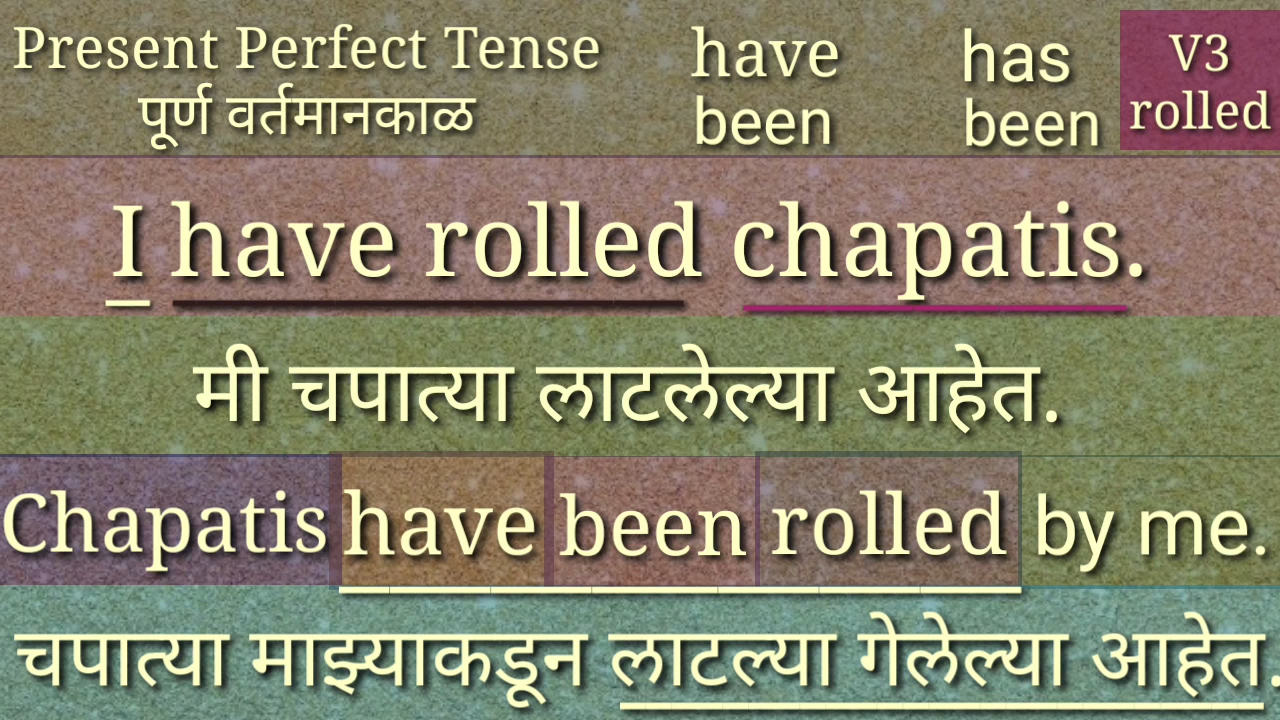 Present Perfect Tense
पूर्ण वर्तमानकाळ
have
been
has
been
V3
rolled
I have rolled chapatis.
मी चपात्या लाटलेल्या आहेत.
Chapatis have been rolled by me.
चपात्या माझ्याकडून लाटल्या गेलेल्या आहेत.